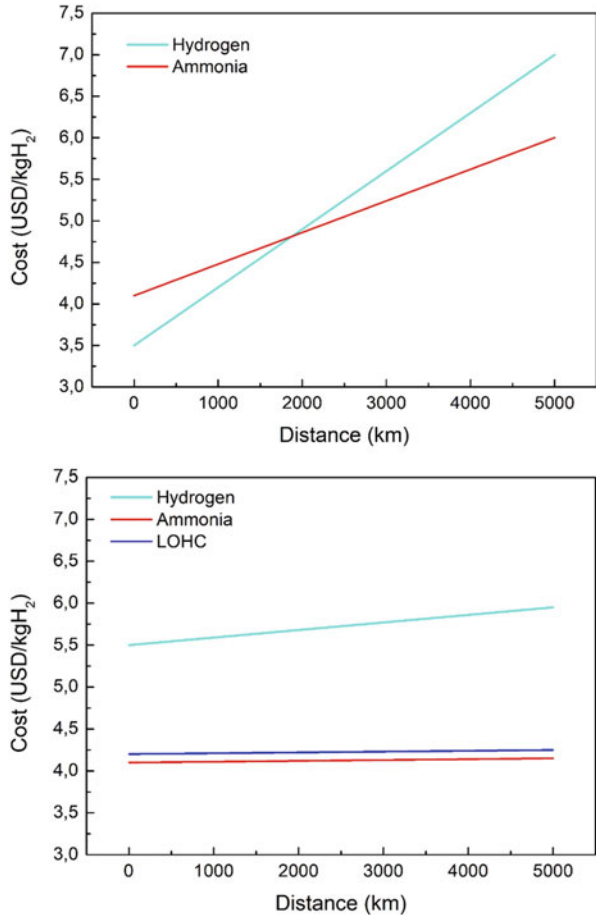 7,5
7,0
6,5
6,0
5,5
5,0
4,5
4,0
3,5
3,0
Cost (USD/kgH₂)
Hydrogen
Ammonia
0 1000 2000 3000 4000 5000
Distance (km)
7,5
7,0
6,5
6,0
5,5
5,0
4,5
4,0
3,5
3,0
Cost (USD/kgH₂)
Hydrogen
Ammonia
LOHC
0 1000 2000 3000 4000 5000
Distance (km)